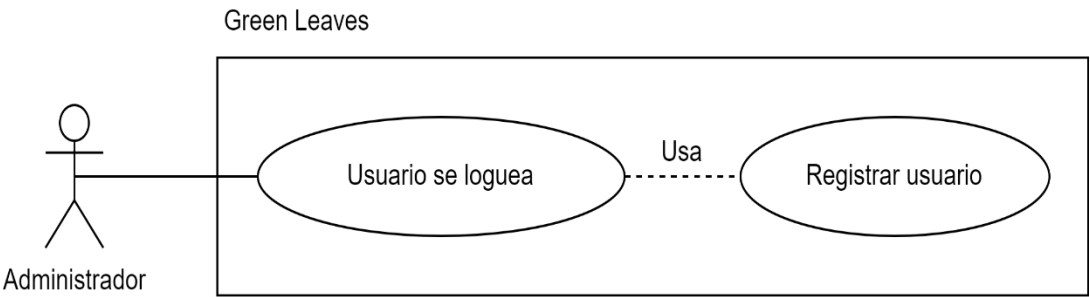 Green Leaves
Usuario se loguea
Usa
Registrar usuario
Administrador